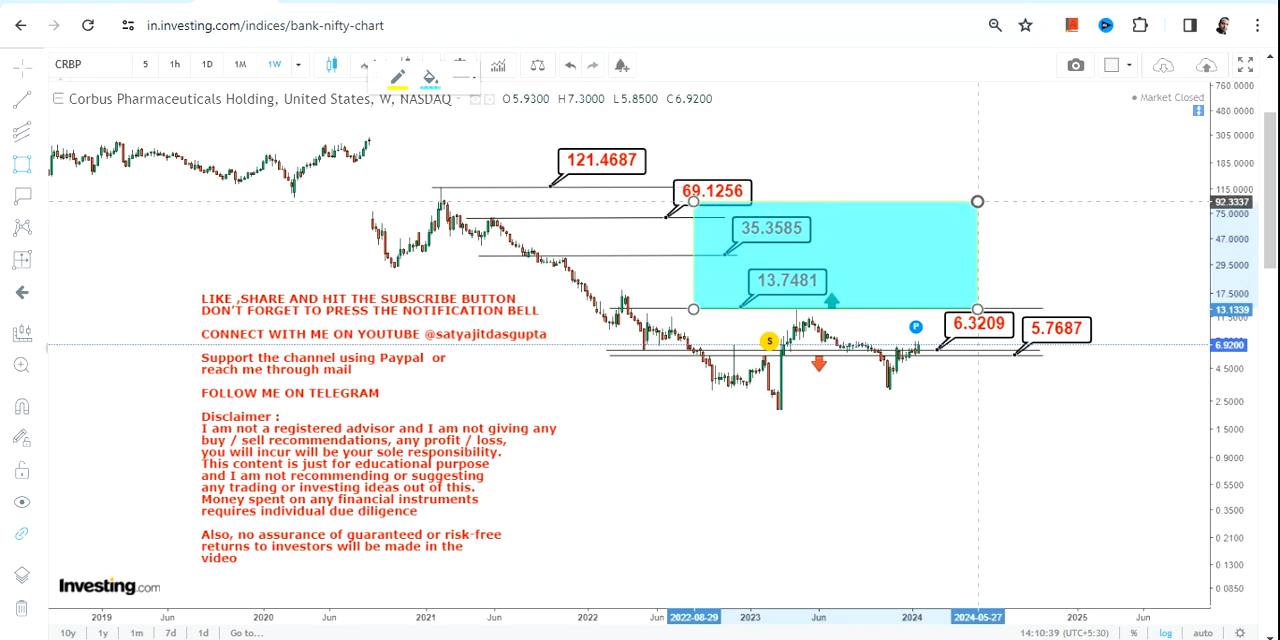 in.investing.com/indices/bank-nifty-chart
CRBP 5 1h 1D 1M 1W
Corbus Pharmaceuticals Holding, United States, W, NASDAQ O5.9300 H7.3000 L5.8500 C6.9200
Market Closed
760.0000
480.0000
305.0000
185.0000
115.0000
92.3337
75.0000
47.0000
29.5000
17.5000
13.1339
6.9200
4.5000
2.5000
1.5000
0.9000
0.5500
0.3500
0.2100
0.1300
0.0850
121.4687
69.1256
35.3585
13.7481
6.3209
5.7687
S
P
LIKE ,SHARE AND HIT THE SUBSCRIBE BUTTON
DON'T FORGET TO PRESS THE NOTIFICATION BELL
CONNECT WITH ME ON YOUTUBE @satyajitdasgupta
Support the channel using Paypal or
reach me through mail
FOLLOW ME ON TELEGRAM
Disclaimer :
I am not a registered advisor and I am not giving any
buy / sell recommendations, any profit / loss,
you will incur will be your sole responsibility.
This content is just for educational purpose
and I am not recommending or suggesting
any trading or investing ideas out of this.
Money spent on any financial instruments
requires individual due diligence
Also, no assurance of guaranteed or risk-free
returns to investors will be made in the
video
Investing.com
2019 Jun 2020 Jun 2021 Jun 2022 Jun 2022-08-29 2023 Jun 2024 2024-05-27 2025 Jun
10y 1y 1m 7d 1d Go to... 14:10:39 (UTC+5:30) % log auto